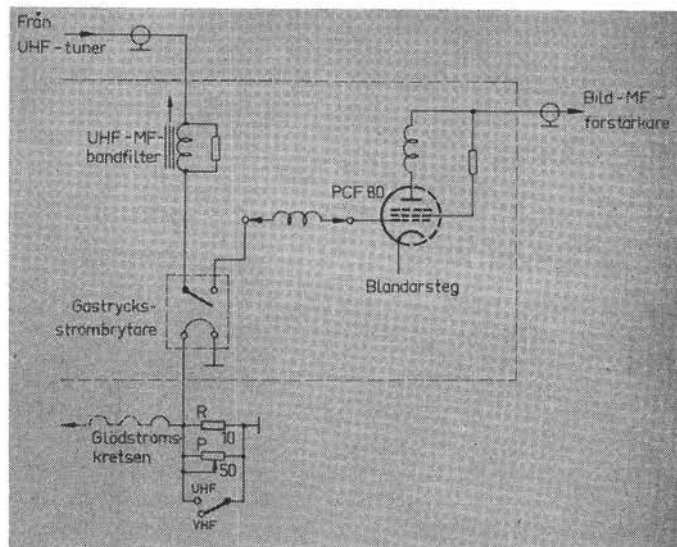 Från
UHF-tuner
UHF-MF-
bandfilter
Bild-MF-
förstärkare
PCF 80
Blandarsteg
Gastrycks-
strömbrytare
R
10
Glödströms
kretsen
P
50
UHF
VHF